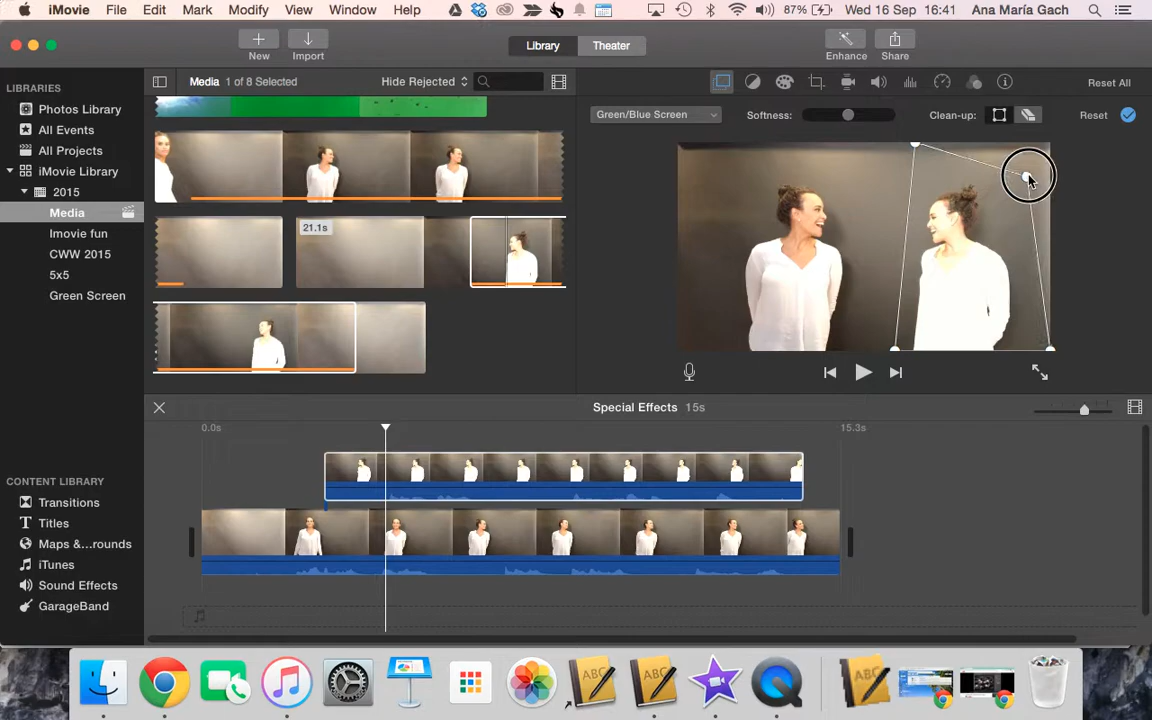 iMovie File Edit Mark Modify View Window Help 87% Wed 16 Sep 16:41 Ana María Gach
New Import Library Theater Enhance Share
LIBRARIES Media 1 of 8 Selected Hide Rejected Reset All
Photos Library
All Events
All Projects
iMovie Library
2015
Media
Imovie fun
CWW 2015
5x5
Green Screen
21.1s
Green/Blue Screen Softness: Clean-up: Reset
Special Effects 15s
0.0s 15.3s
CONTENT LIBRARY
Transitions
T Titles
Maps &...rounds
iTunes
Sound Effects
GarageBand
ABC ABC ABC